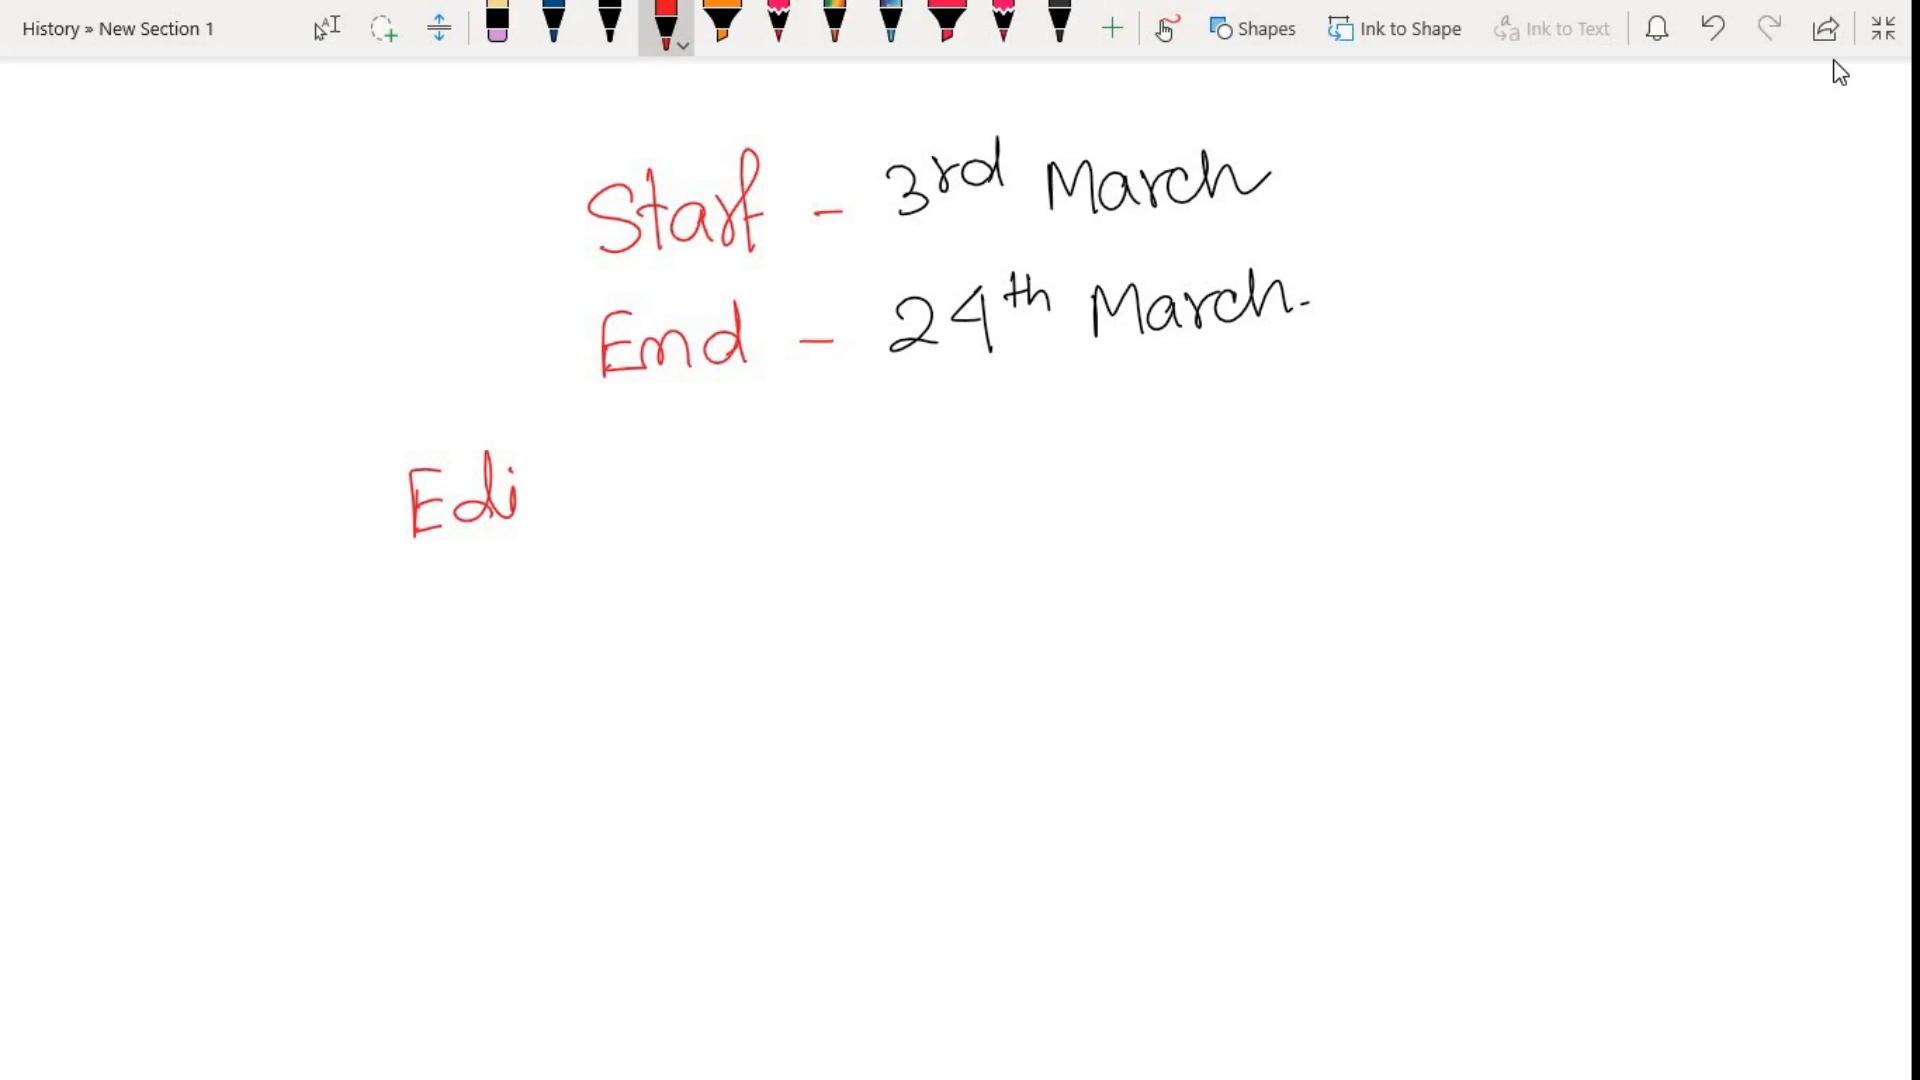 History » New Section 1 Shapes Ink to Shape Ink to Text
Start - 3rd March
End - 24th March.
Edi